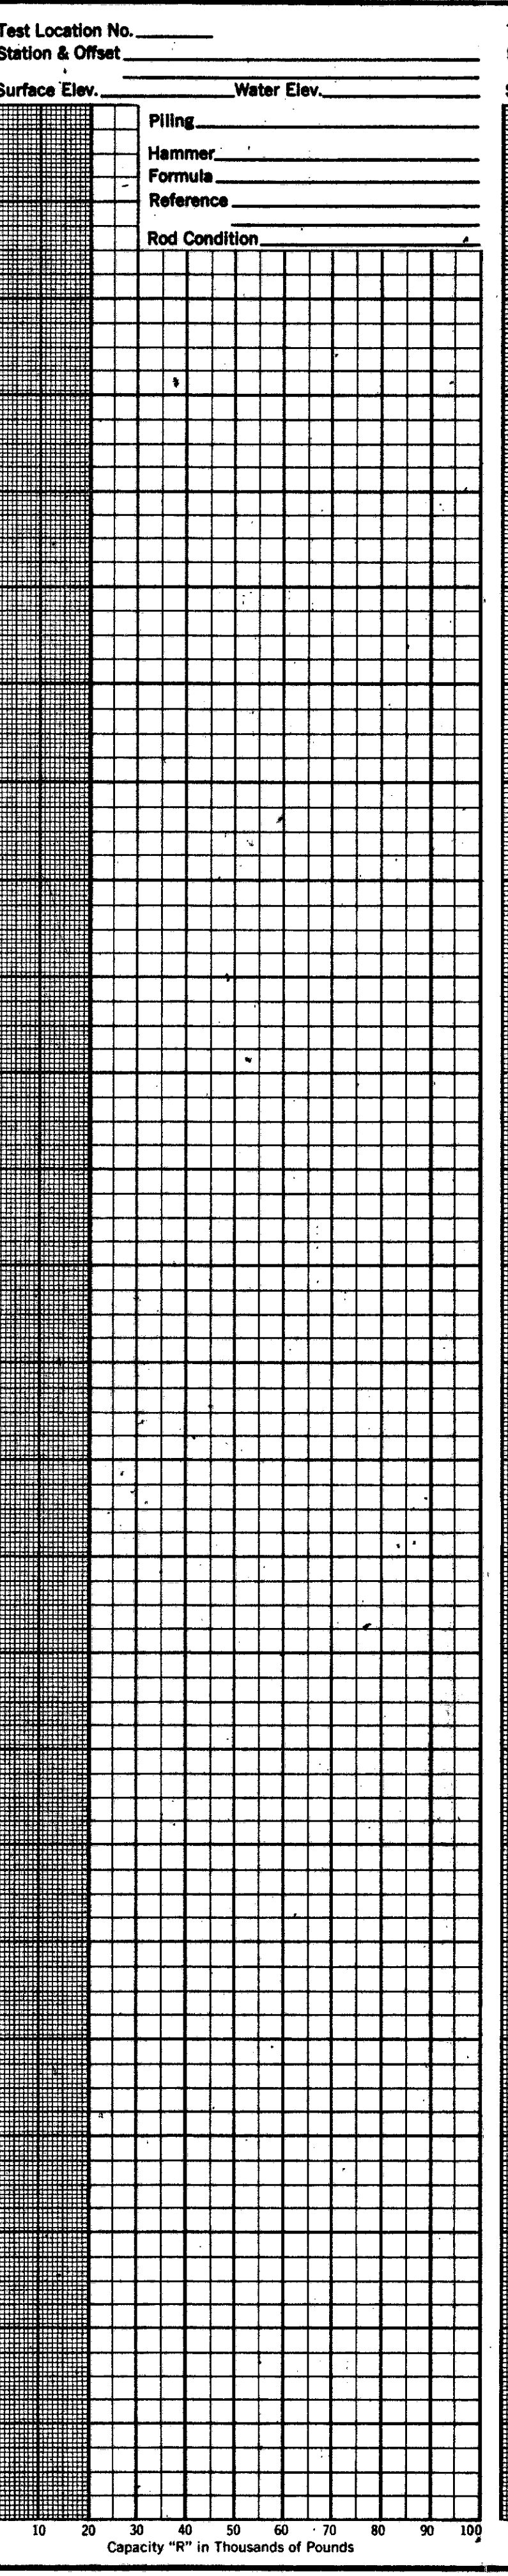 Test Location No.
Station & Offset
Surface Elev. Water Elev.
Piling
Hammer
Formula
Reference
Rod Condition
10 20 30 40 50 60 70 80 90 100
Capacity "R" in Thousands of Pounds